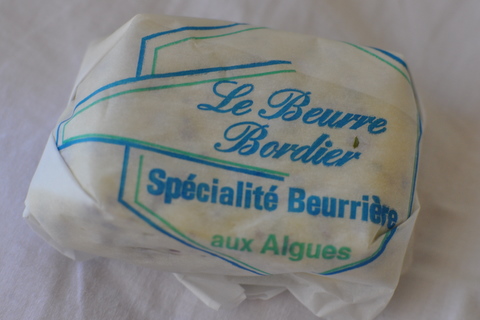 Le Beurre
Bordier
Spécialité Beurrière
aux Algues